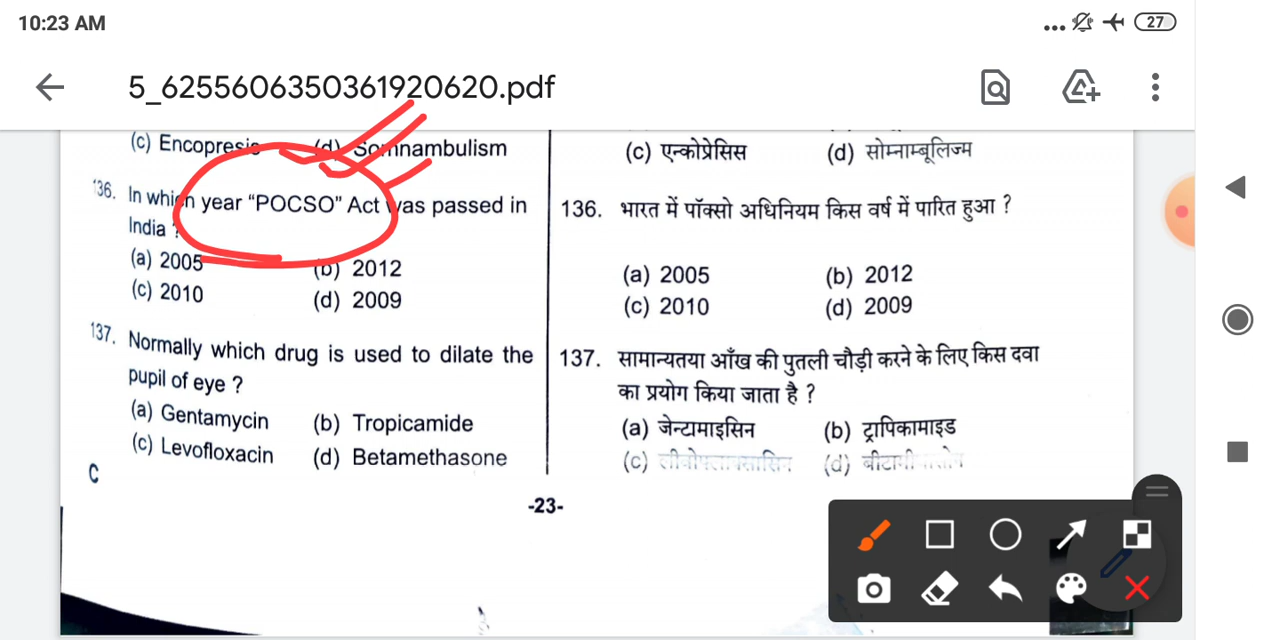 10:23 AM
27
5_6255606350361920620.pdf
(c) Encopresis (d) Somnambulism
136. In which year “POCSO” Act was passed in
India ?
(a) 2005 (b) 2012
(c) 2010 (d) 2009
137. Normally which drug is used to dilate the
pupil of eye ?
(a) Gentamycin (b) Tropicamide
(c) Levofloxacin (d) Betamethasone
C
(c) एन्कोप्रेसिस (d) सोम्नाम्बूलिज्म
136. भारत में पॉक्सो अधिनियम किस वर्ष में पारित हुआ ?
(a) 2005 (b) 2012
(c) 2010 (d) 2009
137. सामान्यतया आँख की पुतली चौड़ी करने के लिए किस दवा
का प्रयोग किया जाता है ?
(a) जेन्टामाइसिन (b) ट्रापिकामाइड
(c) (d)
-23-